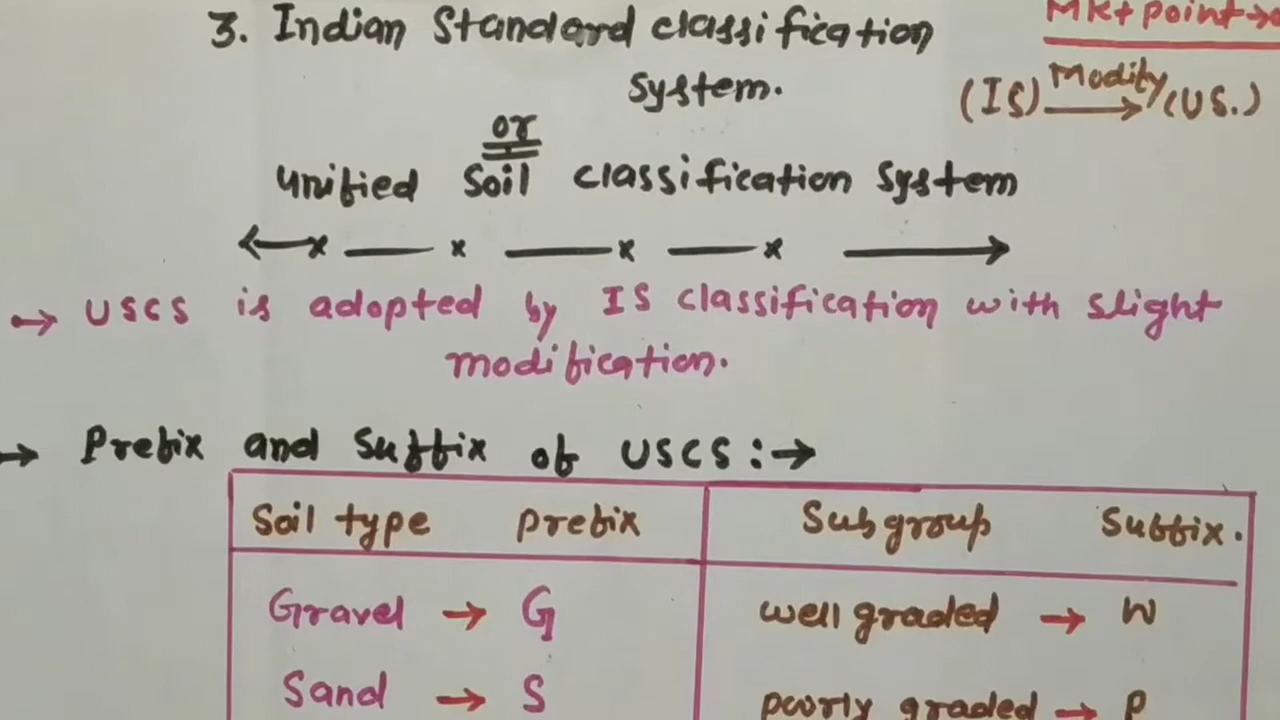 3. Indian Standard classification
system.
or
unified Soil classification system
Mkt point→
(IS) Modify → (US.)
→ USCS is adopted by IS classification with slight
modification.
→ Prefix and Suffix of USCS :→
Soil type Prefix Subgroup Suffix.
Gravel → G well graded → W
Sand → S poorly graded → P